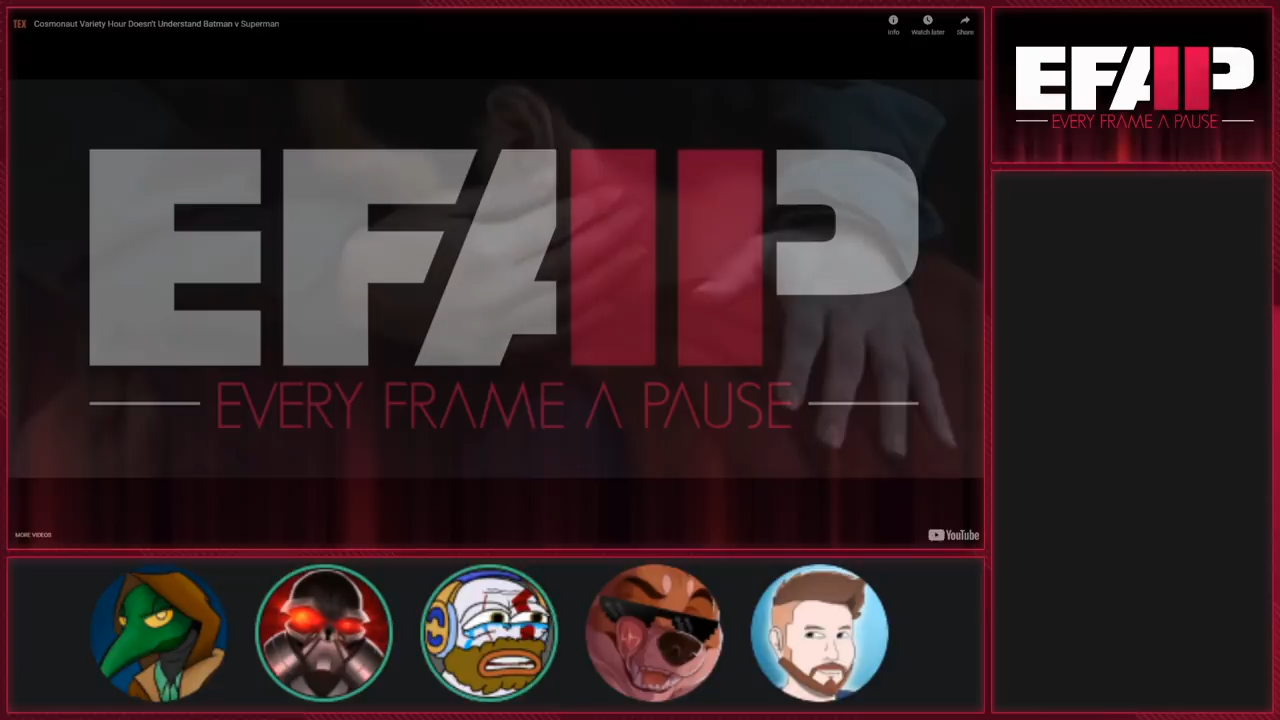 TEX Cosmonaut Variety Hour Doesn't Understand Batman v Superman
Info Watch later Share
EFAP
EVERY FRAME A PAUSE
MORE VIDEOS
YouTube
EFAP
EVERY FRAME A PAUSE